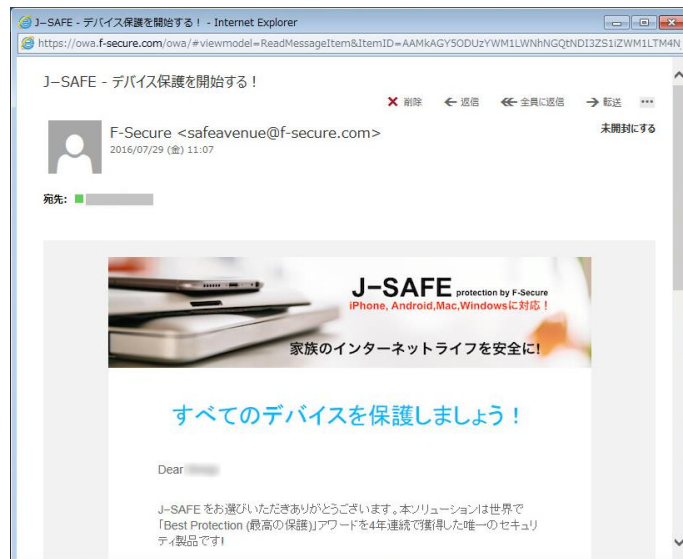 J-SAFE - デバイス保護を開始する！ - Internet Explorer
https://owa.f-secure.com/owa/#viewmodel=ReadMessageItem&ItemID=AAMkAGY5ODUzYWM1LWNhNGQtNDI3ZS1iZWM1LTM4N
J-SAFE - デバイス保護を開始する！
削除 返信 全員に返信 転送 ...
F-Secure <safeavenue@f-secure.com>
未開封にする
2016/07/29 (金) 11:07
宛先:
J-SAFE protection by F-Secure
iPhone, Android,Mac,Windowsに対応！
家族のインターネットライフを安全に!
すべてのデバイスを保護しましょう！
Dear
J-SAFE をお選びいただきありがとうございます。本ソリューションは世界で
「Best Protection (最高の保護)」アワードを4年連続で獲得した唯一のセキュリ
ティ製品です!